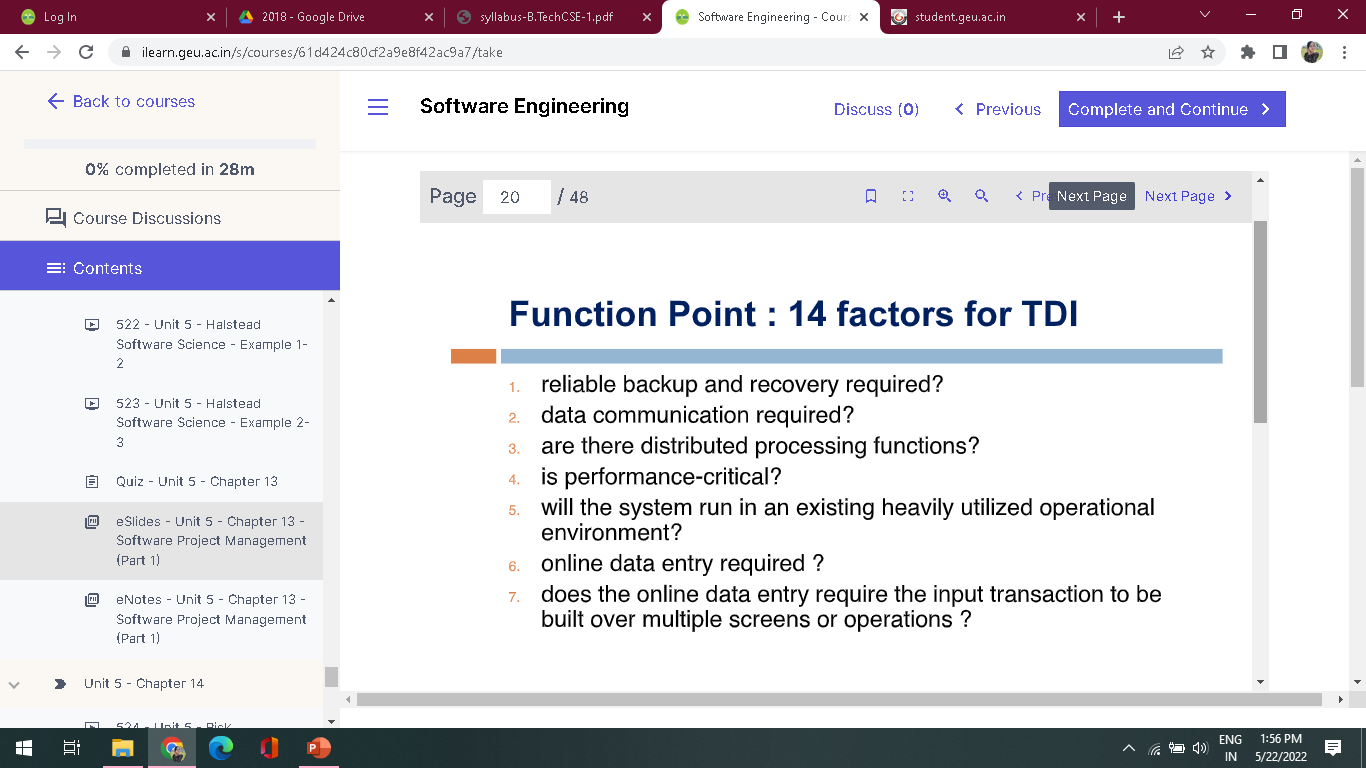 Log In
2018 - Google Drive
syllabus-B.TechCSE-1.pdf
Software Engineering - Cours
student.geu.ac.in
ilearn.geu.ac.in/s/courses/61d424c80cf2a9e8f42ac9a7/take
Back to courses
0% completed in 28m
Course Discussions
Contents
522 - Unit 5 - Halstead
Software Science - Example 1-
2
523 - Unit 5 - Halstead
Software Science - Example 2-
3
Quiz - Unit 5 - Chapter 13
eSlides - Unit 5 - Chapter 13 -
Software Project Management
(Part 1)
eNotes - Unit 5 - Chapter 13 -
Software Project Management
(Part 1)
Unit 5 - Chapter 14
524 - Unit 5 - Risk
Software Engineering
Discuss (0)
Previous
Complete and Continue
Page 20 / 48
Pre
Next Page
Next Page
Function Point : 14 factors for TDI
1. reliable backup and recovery required?
2. data communication required?
3. are there distributed processing functions?
4. is performance-critical?
5. will the system run in an existing heavily utilized operational
environment?
6. online data entry required ?
7. does the online data entry require the input transaction to be
built over multiple screens or operations ?
ENG
IN
1:56 PM
5/22/2022